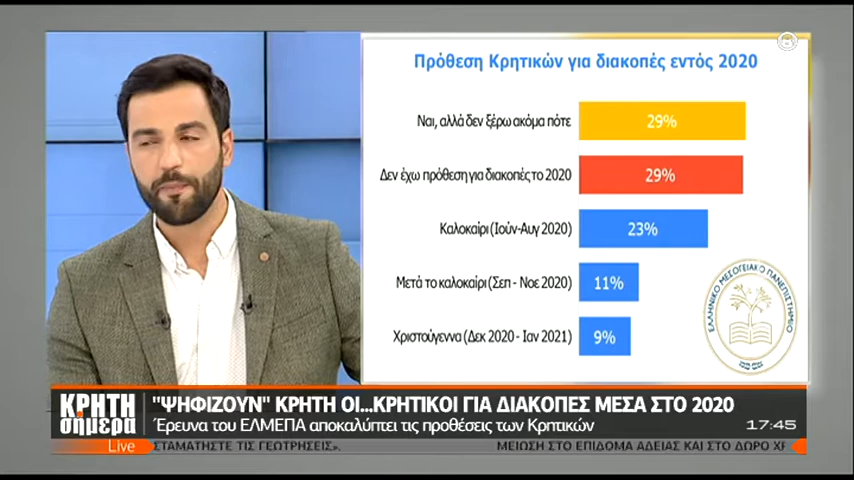 Πρόθεση Κρητικών για διακοπές εντός 2020
Ναι, αλλά δεν ξέρω ακόμα πότε
29%
Δεν έχω πρόθεση για διακοπές το 2020
29%
Καλοκαίρι (Ιούν-Αυγ 2020)
23%
Μετά το καλοκαίρι (Σεπ - Νοε 2020)
11%
Χριστούγεννα (Δεκ 2020 - Ιαν 2021)
9%
ΕΛΛΗΝΙΚΟ ΜΕΣΟΓΕΙΑΚΟ ΠΑΝΕΠΙΣΤΗΜΙΟ
ΚΡΗΤΗ
σήμερα
Live
"ΨΗΦΙΖΟΥΝ" ΚΡΗΤΗ ΟΙ...ΚΡΗΤΙΚΟΙ ΓΙΑ ΔΙΑΚΟΠΕΣ ΜΕΣΑ ΣΤΟ 2020
Έρευνα του ΕΛΜΕΠΑ αποκαλύπτει τις προθέσεις των Κρητικών
17:45
ΣΤΑΜΑΤΗΣΤΕ ΤΙΣ ΓΕΩΤΡΗΣΕΙΣ".
ΜΕΙΩΣΗ ΣΤΟ ΕΠΙΔΟΜΑ ΑΔΕΙΑΣ ΚΑΙ ΣΤΟ ΔΩΡΟ ΧΡ